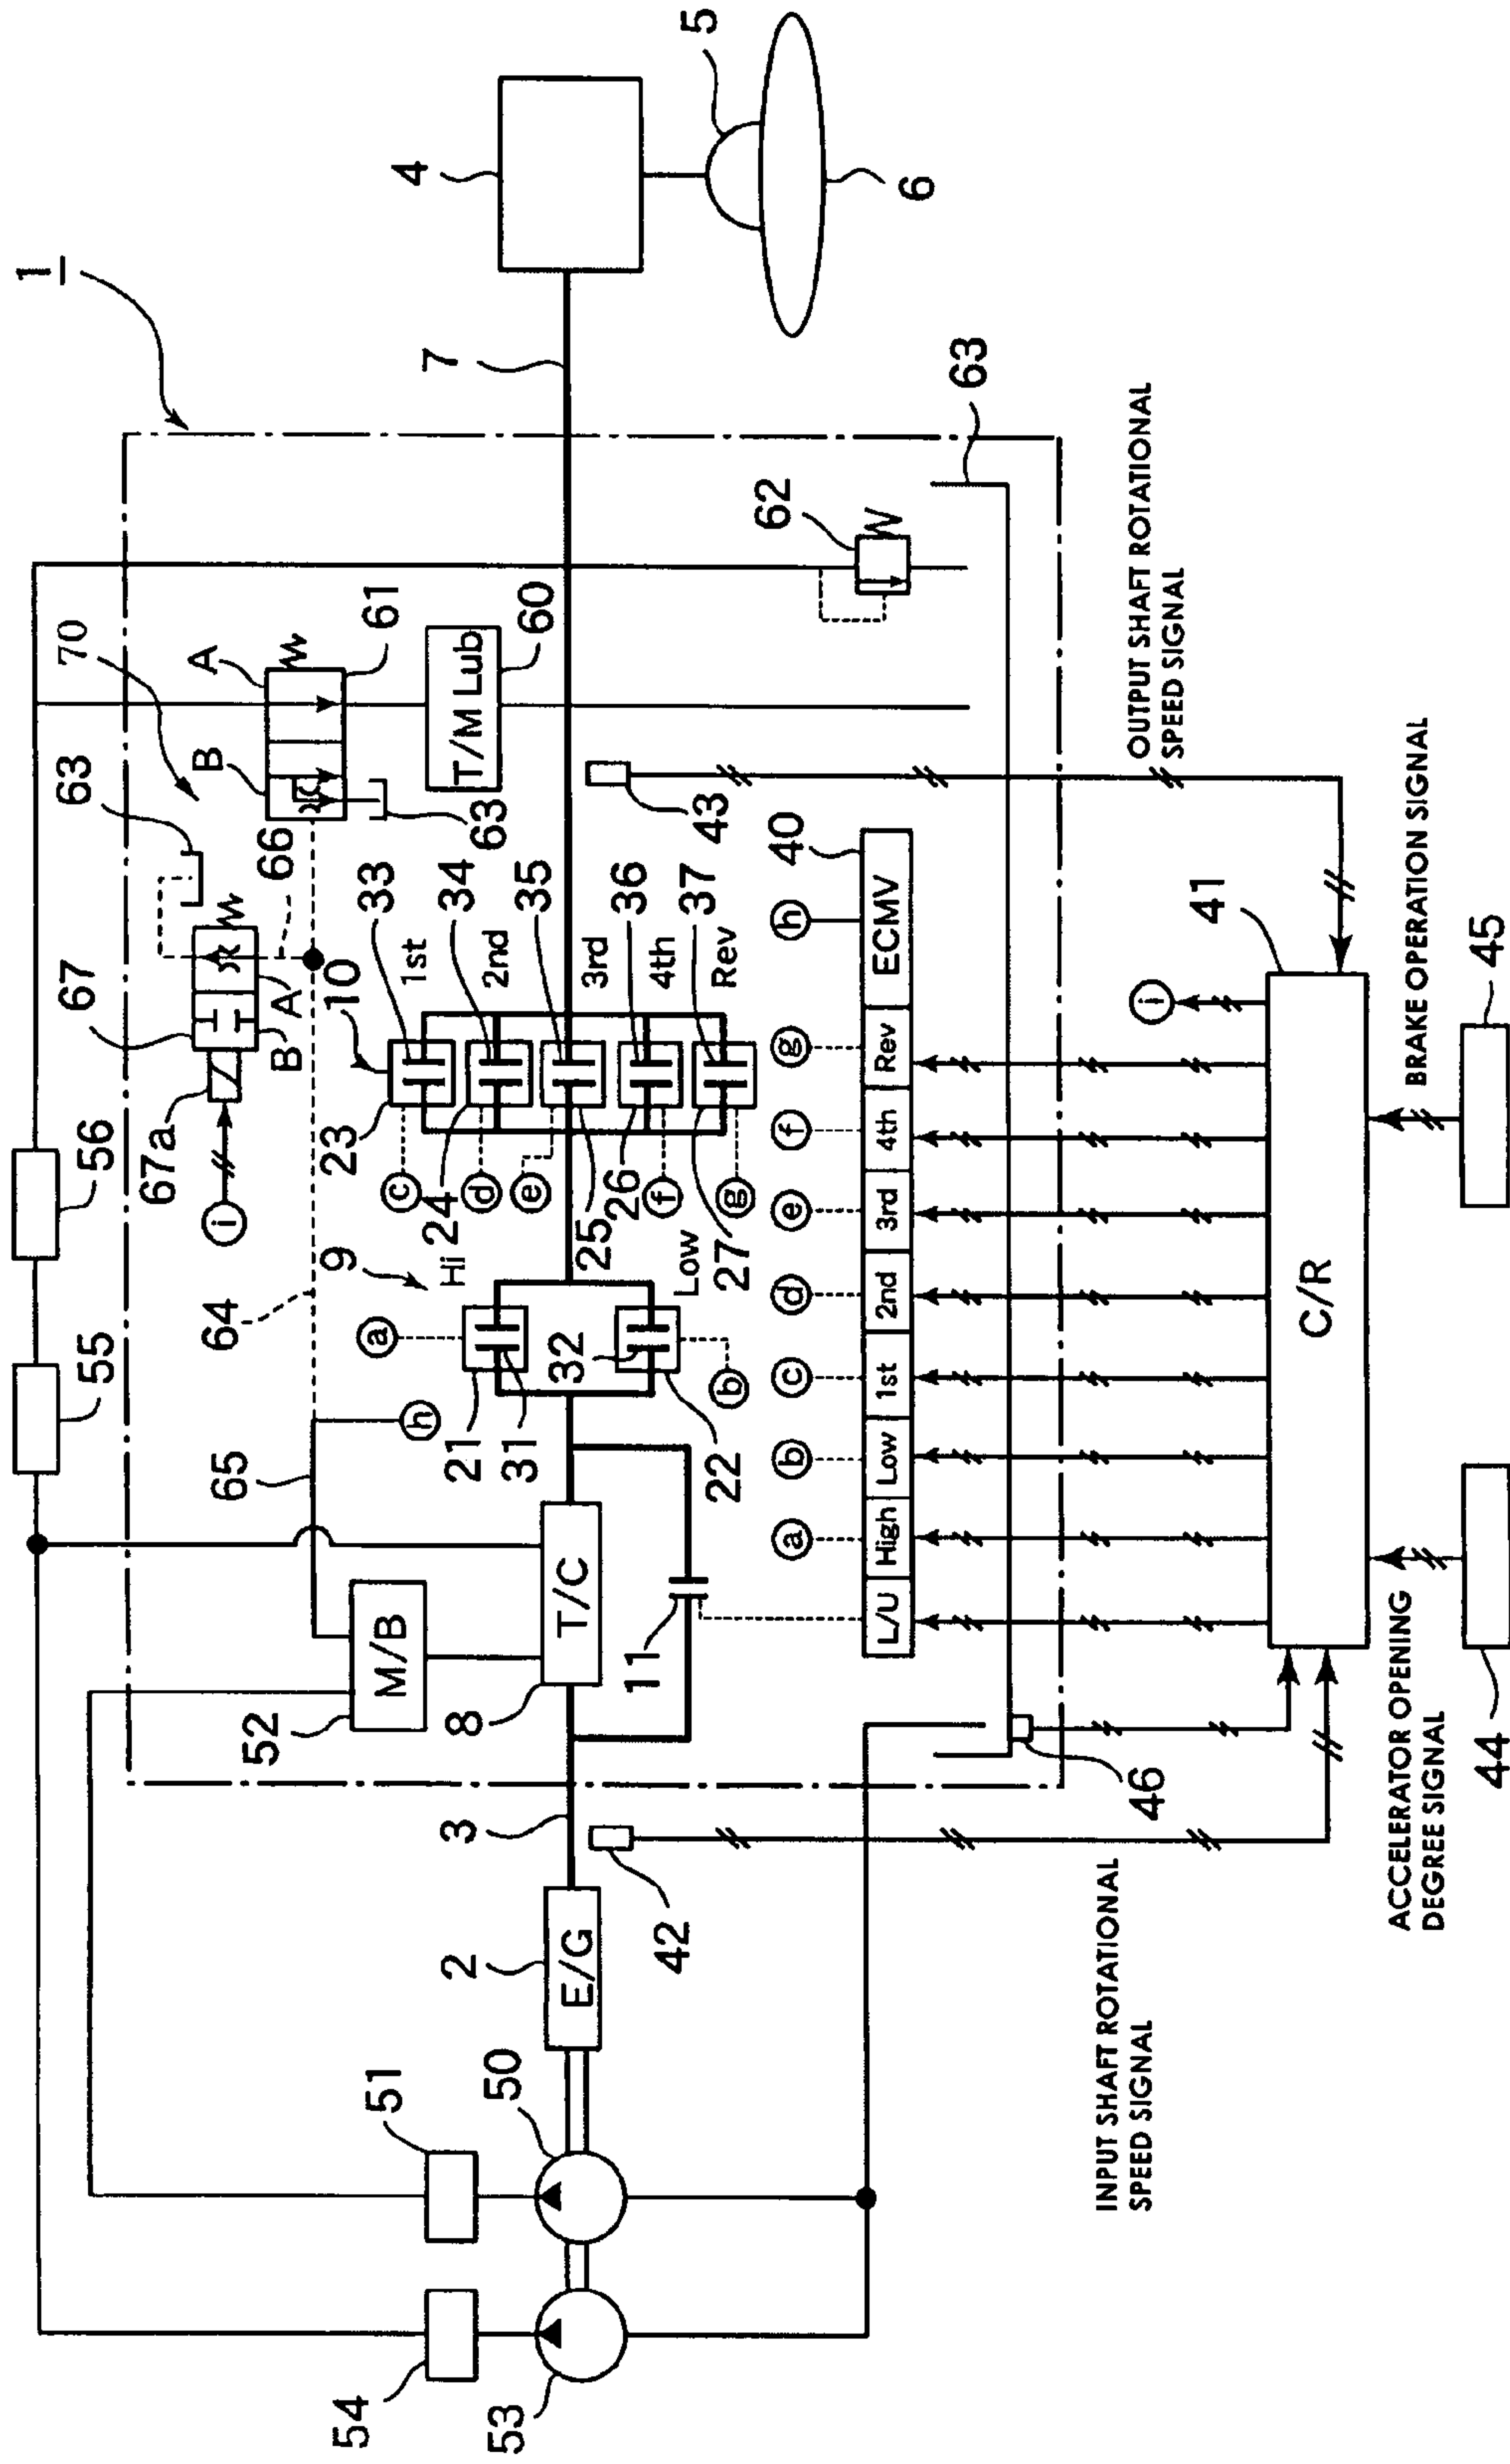 1
70
A
B
61
63
63
66
67
A
B
67a
i
56
55
64
65
9
Hi
Low
T/M Lub
60
62
63
7
4
5
6
10
33
1st
34
2nd
35
3rd
36
4th
37
Rev
23
24
25
26
27
c
d
e
f
g
a
21
31
32
22
b
h
M/B
52
T/C
8
11
3
42
2
E/G
51
50
54
53
43
40
h
g
f
e
d
c
b
a
L/U
High
Low
1st
2nd
3rd
4th
Rev
ECMV
i
41
C/R
46
44
45
OUTPUT SHAFT ROTATIONAL
SPEED SIGNAL
BRAKE OPERATION SIGNAL
ACCELERATOR OPENING
DEGREE SIGNAL
INPUT SHAFT ROTATIONAL
SPEED SIGNAL